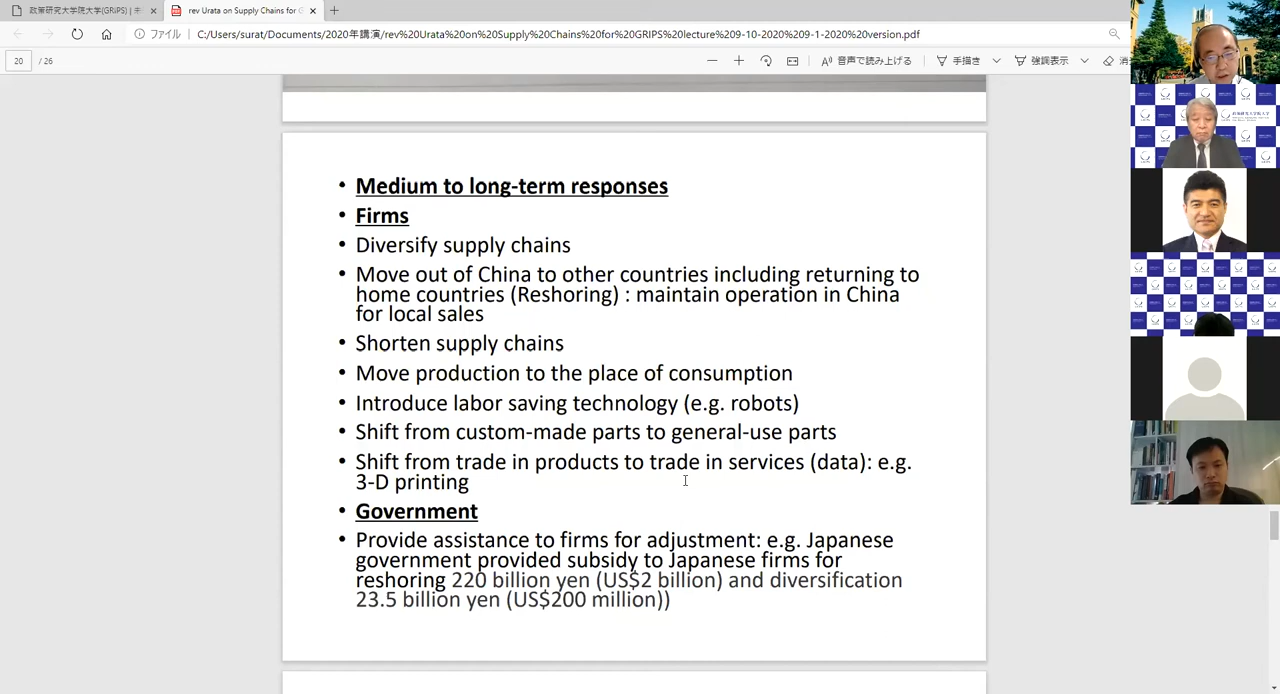 政策研究大学院大学(GRIPS) | 未
rev Urata on Supply Chains for G
ファイル
C:/Users/surat/Documents/2020年講演/rev%20Urata%20on%20Supply%20Chains%20for%20GRIPS%20lecture%209-10-2020%209-1-2020%20version.pdf
20 / 26
音声で読み上げる
手描き
強調表示
• Medium to long-term responses
• Firms
• Diversify supply chains
• Move out of China to other countries including returning to
home countries (Reshoring) : maintain operation in China
for local sales
• Shorten supply chains
• Move production to the place of consumption
• Introduce labor saving technology (e.g. robots)
• Shift from custom-made parts to general-use parts
• Shift from trade in products to trade in services (data): e.g.
3-D printing
• Government
• Provide assistance to firms for adjustment: e.g. Japanese
government provided subsidy to Japanese firms for
reshoring 220 billion yen (US$2 billion) and diversification
23.5 billion yen (US$200 million))